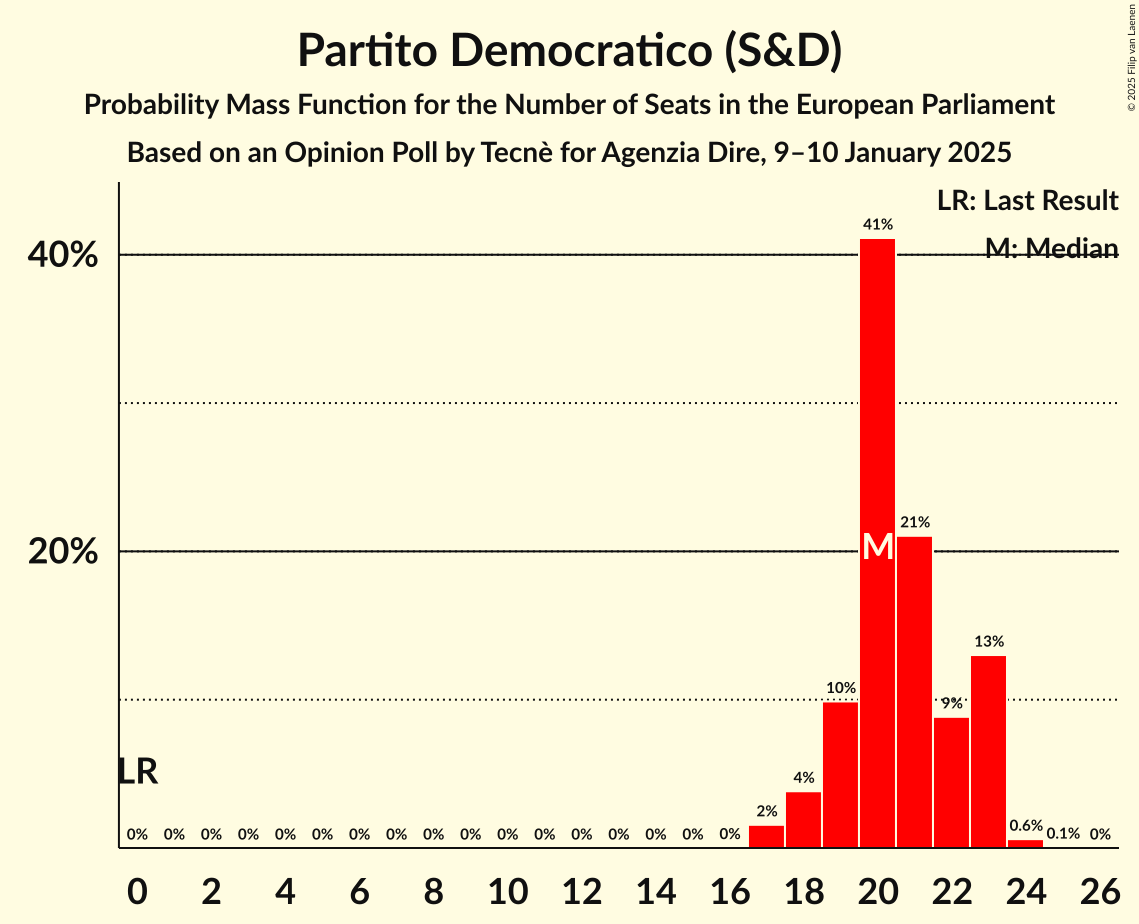 Partito Democratico (S&D)
Probability Mass Function for the Number of Seats in the European Parliament
Based on an Opinion Poll by Tecnè for Agenzia Dire, 9–10 January 2025
© 2025 Filip van Laenen
LR: Last Result
M: Median
40%
20%
41%
21%
13%
10%
9%
4%
2%
0.6%
0.1%
0%
M
LR
0% 0% 0% 0% 0% 0% 0% 0% 0% 0% 0% 0% 0% 0% 0% 0% 0%
0 2 4 6 8 10 12 14 16 18 20 22 24 26